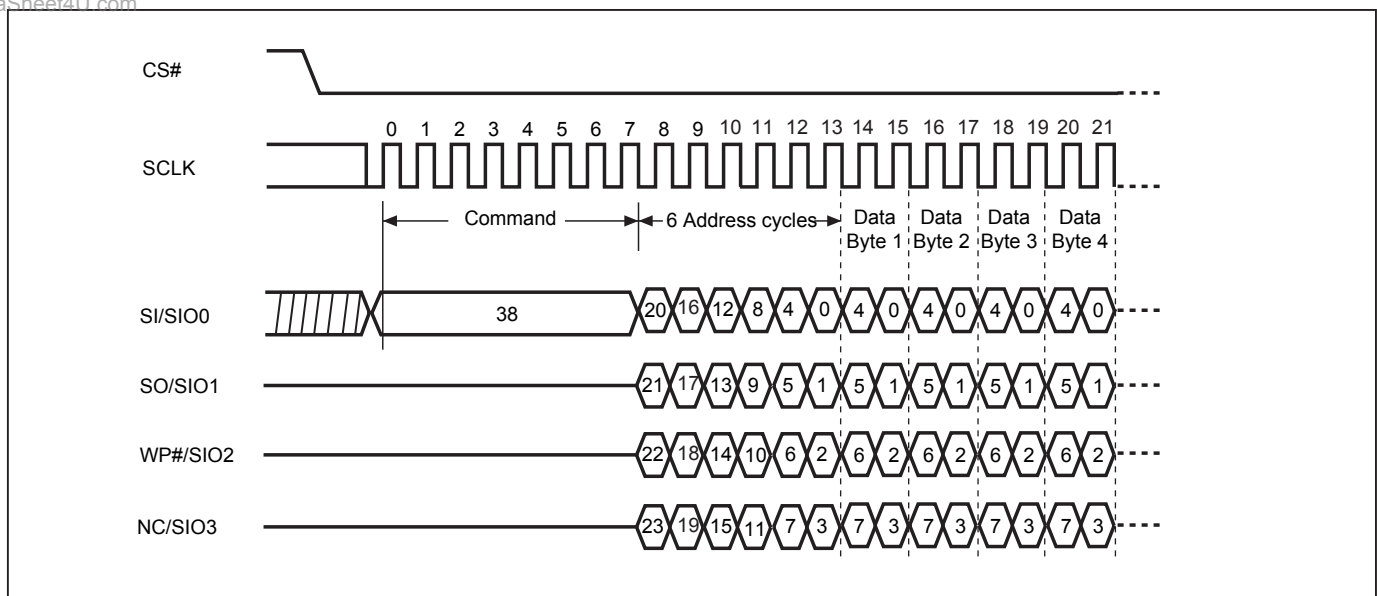 aSheet4U.com
CS#
0 1 2 3 4 5 6 7 8 9 10 11 12 13 14 15 16 17 18 19 20 21
SCLK
Command
6 Address cycles
Data Byte 1
Data Byte 2
Data Byte 3
Data Byte 4
SI/SIO0
38
20 16 12 8 4 0 4 0 4 0 4 0 4 0
SO/SIO1
21 17 13 9 5 1 5 1 5 1 5 1 5 1
WP#/SIO2
22 18 14 10 6 2 6 2 6 2 6 2 6 2
NC/SIO3
23 19 15 11 7 3 7 3 7 3 7 3 7 3